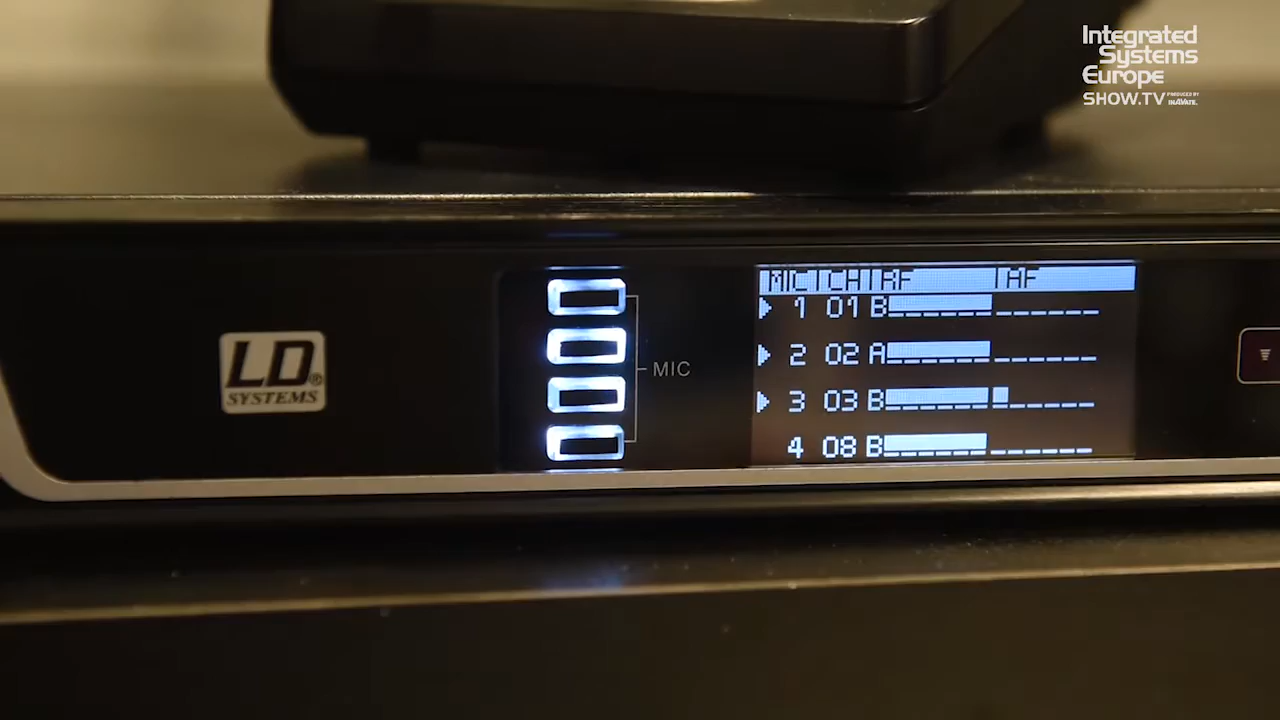 Integrated
Systems
Europe
SHOW.TV PRODUCED BY INAVATE
LD®
SYSTEMS
MIC
MIC CH RF AF
1 01 B
2 02 A
3 03 B
4 08 B